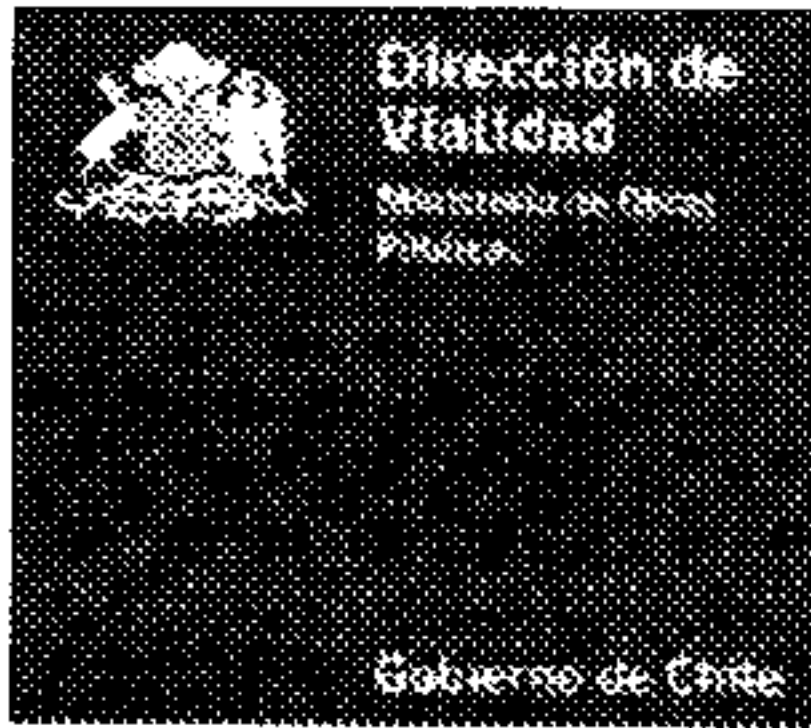 Dirección de
Vialidad
Ministerio de Obras
Públicas
Gobierno de Chile